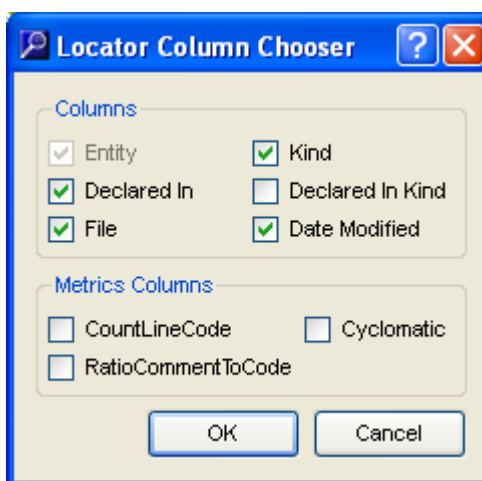 Locator Column Chooser
Columns
Entity Kind
Declared In Declared In Kind
File Date Modified
Metrics Columns
CountLineCode Cyclomatic
RatioCommentToCode
OK Cancel